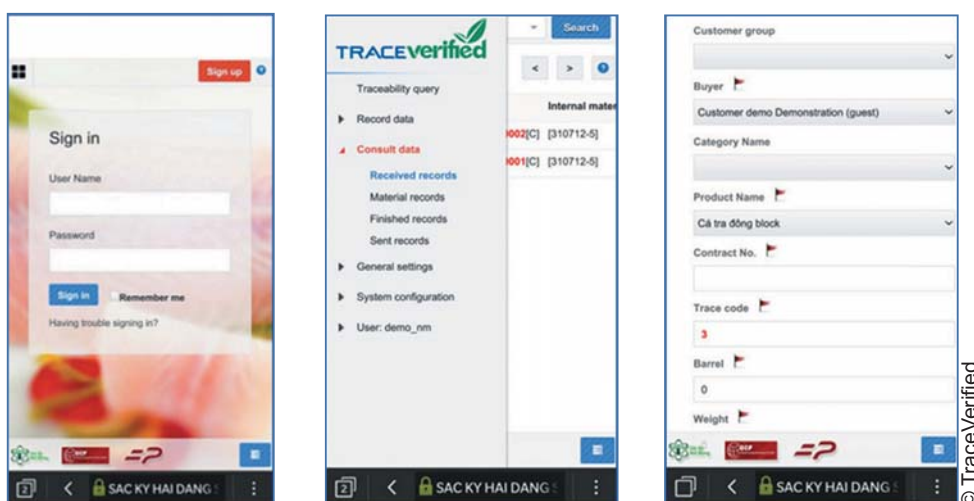 Sign up
Sign in
User Name
Password
Sign in
Remember me
Having trouble signing in?
2
SAC KY HAI DANG S
TRACEverified
Search
<
>
Traceability query
Internal mater
Record data
0002[C] [310712-5]
Consult data
0001[C] [310712-5]
Received records
Material records
Finished records
Sent records
General settings
System configuration
User: demo_nm
2
SAC KY HAI DANG S
Customer group
Buyer
Customer demo Demonstration (guest)
Category Name
Product Name
Cá tra đông block
Contract No.
Trace code
3
Barrel
0
Weight
SAC KY HAI DANG S
TraceVerified